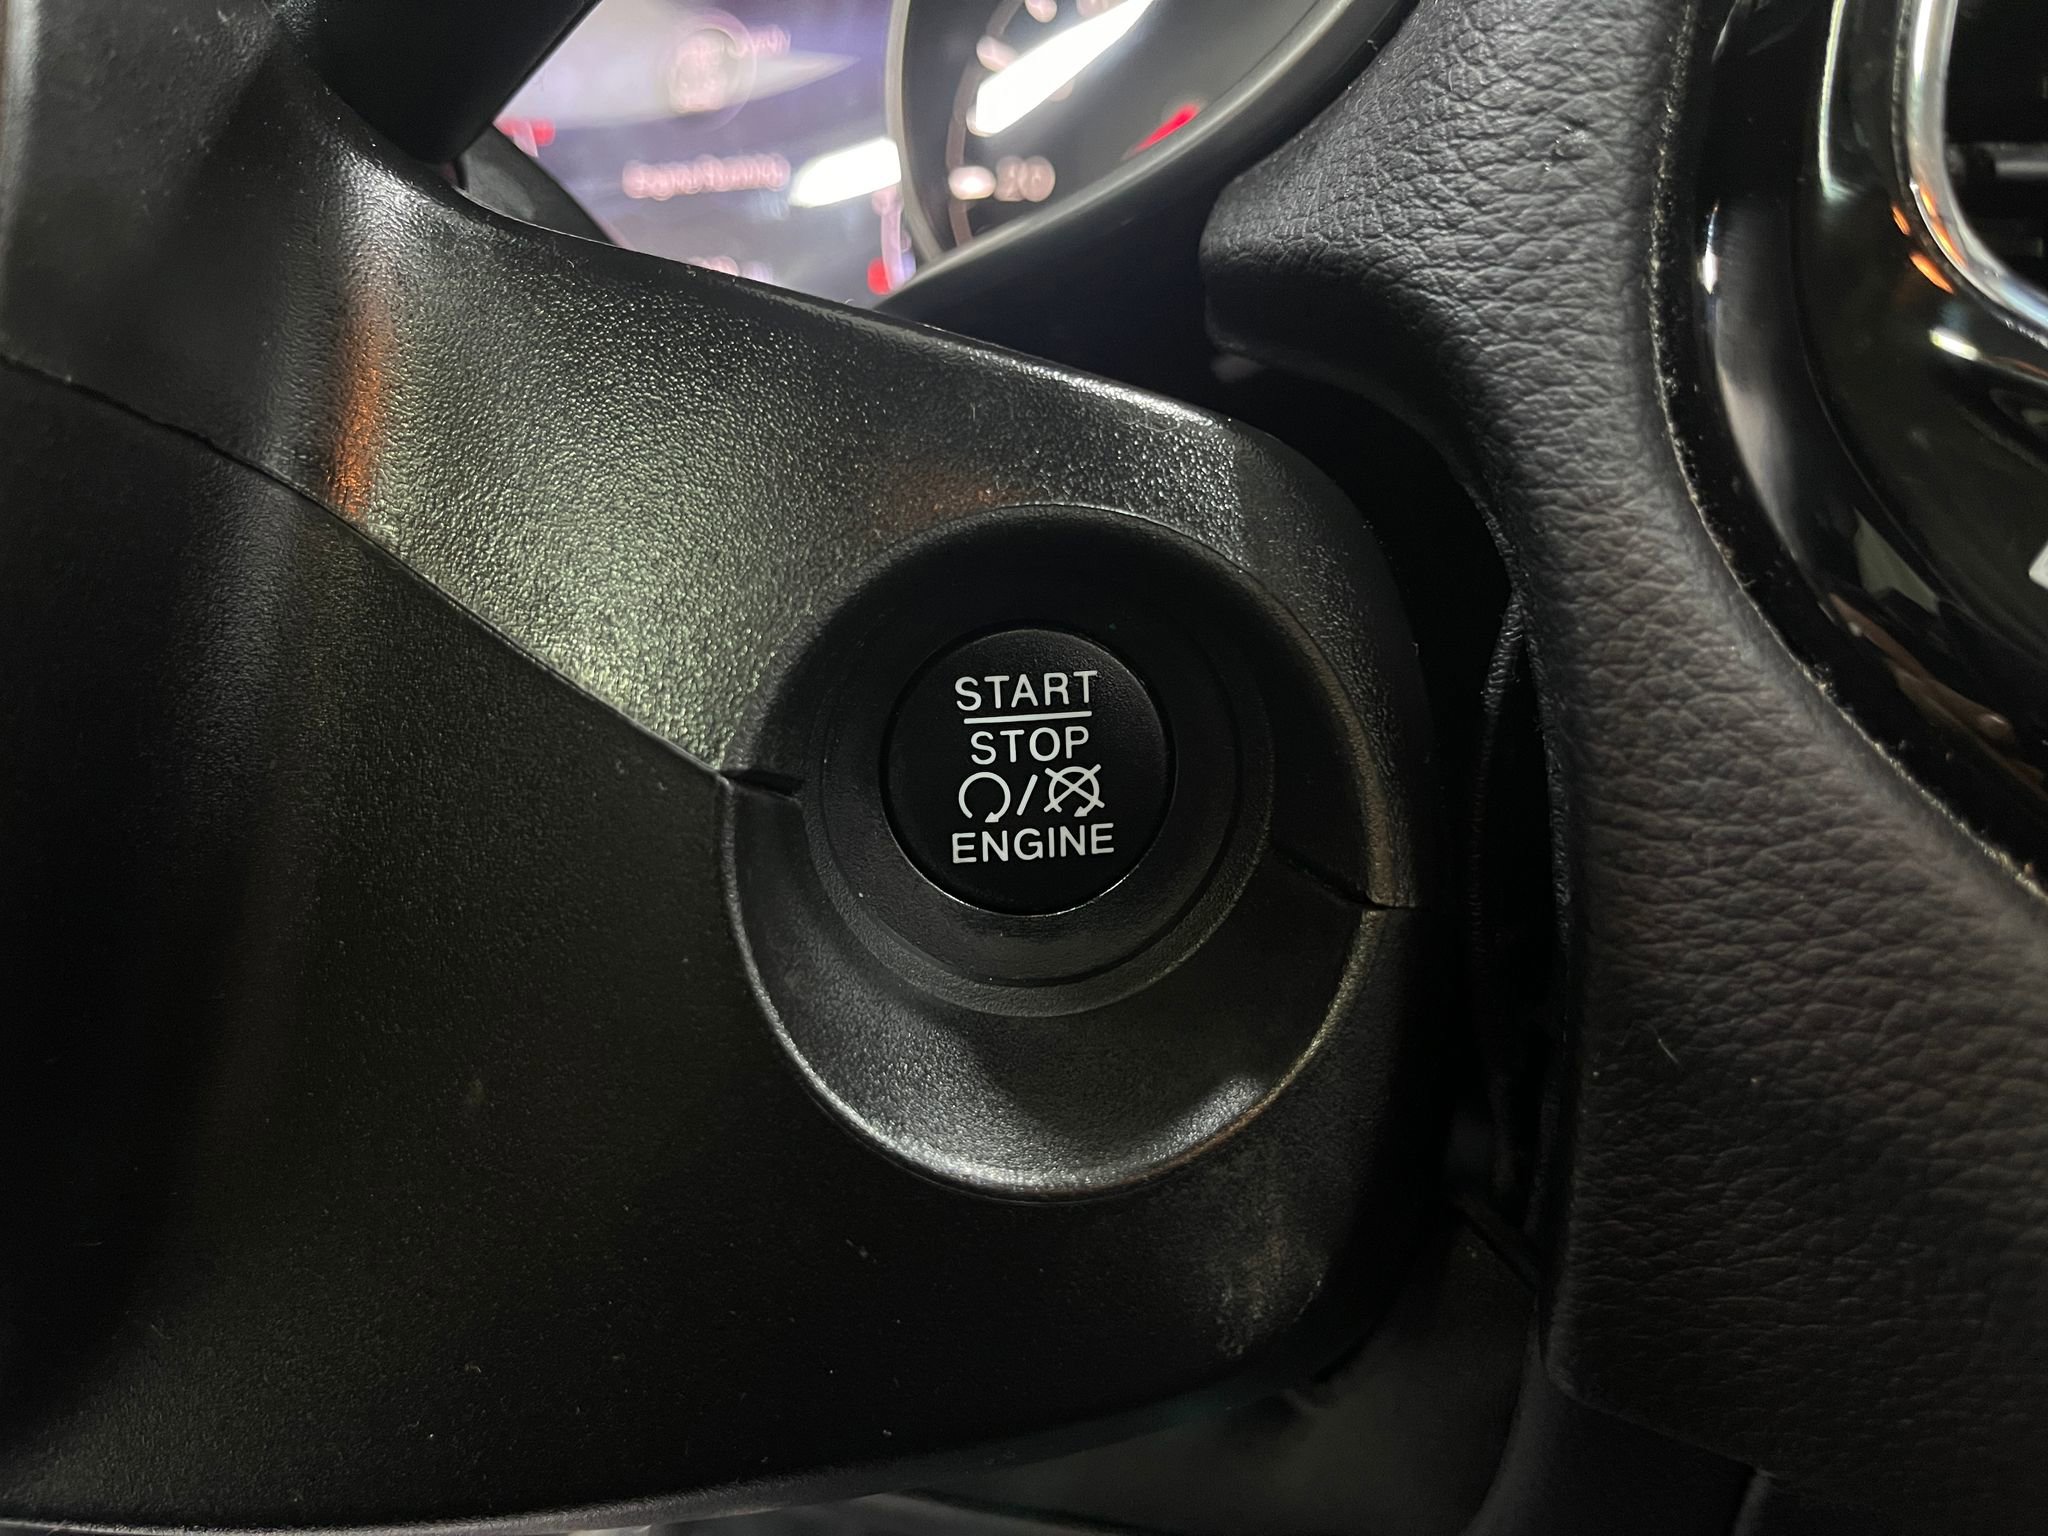 START
STOP
/
ENGINE